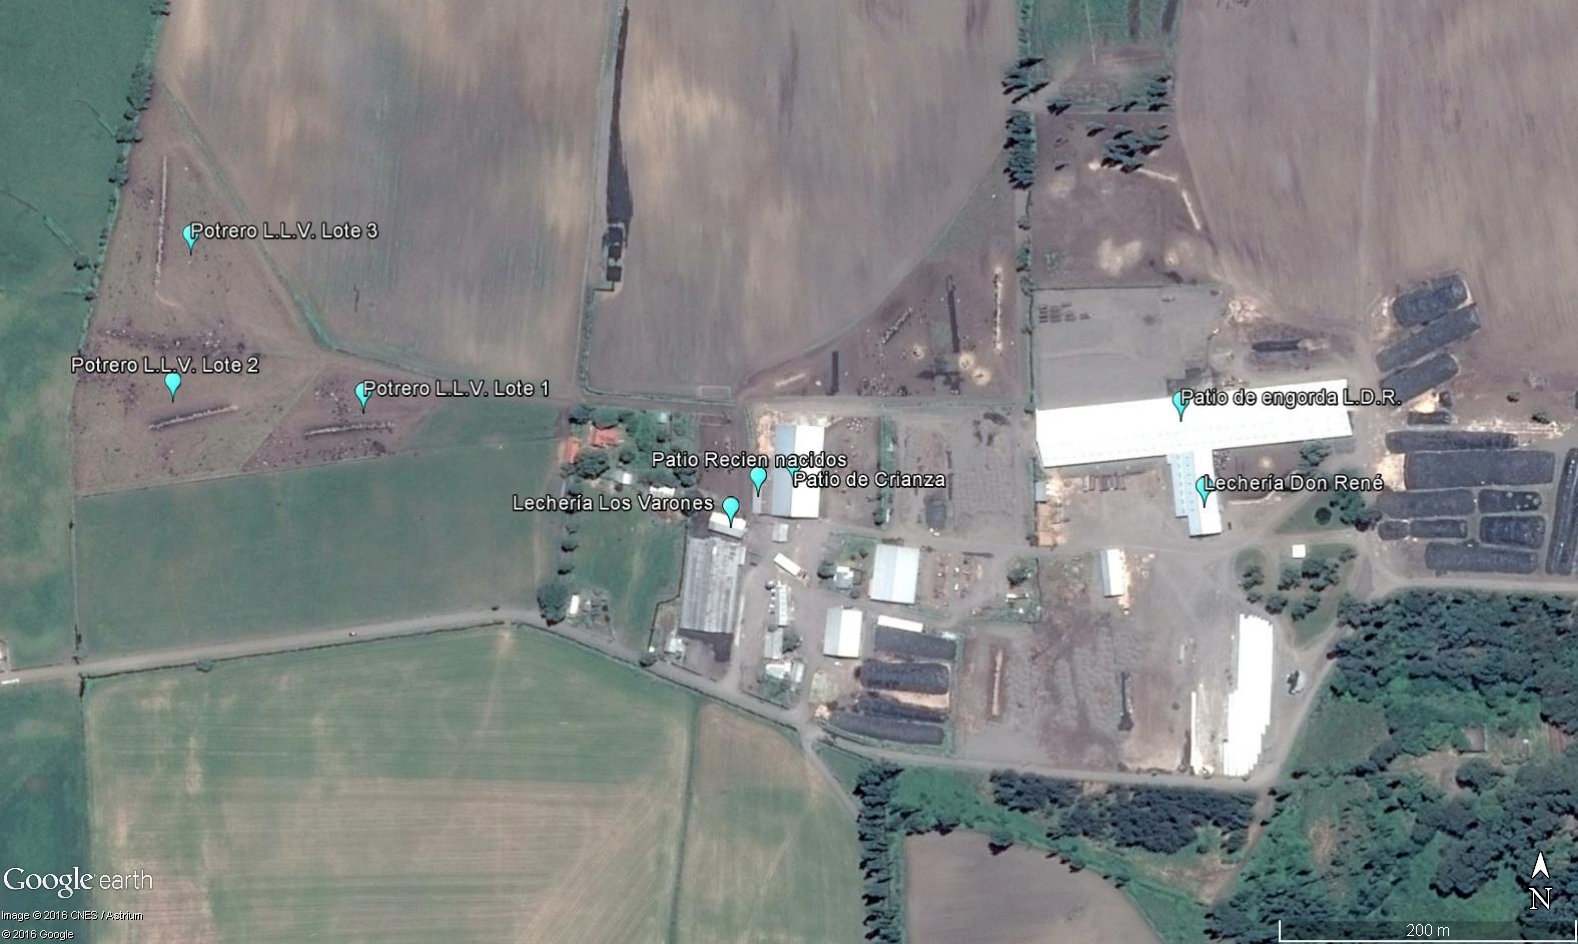 Potrero L.L.V. Lote 3
Potrero L.L.V. Lote 2
Potrero L.L.V. Lote 1
Patio de engorda L.D.R.
Patio Recien nacidos
Patio de Crianza
Lechería Don René
Lechería Los Varones
Google earth
Image © 2016 CNES / Astrium
© 2016 Google
N
200 m